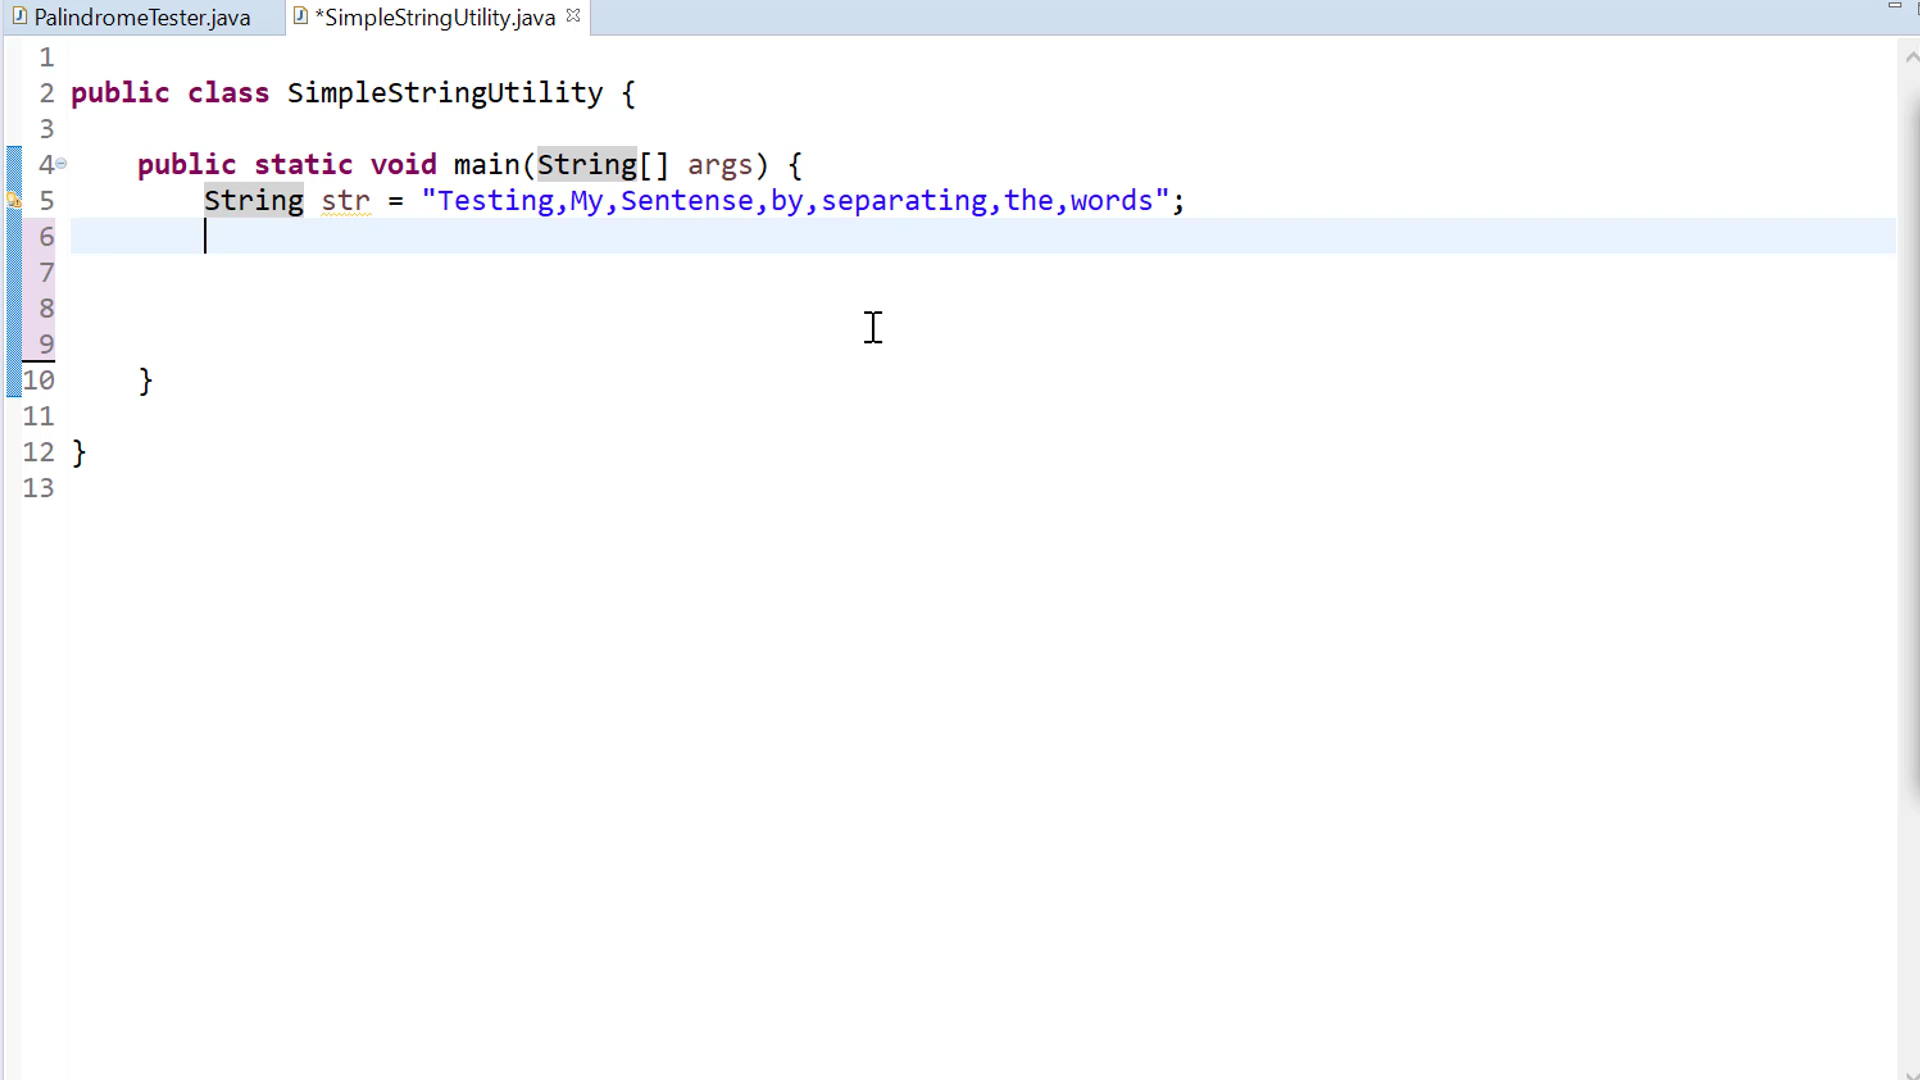 PalindromeTester.java *SimpleStringUtility.java
1
2 public class SimpleStringUtility {
3
4 public static void main(String[] args) {
5 String str = "Testing,My,Sentense,by,separating,the,words";
6
7
8
9
10 }
11
12 }
13